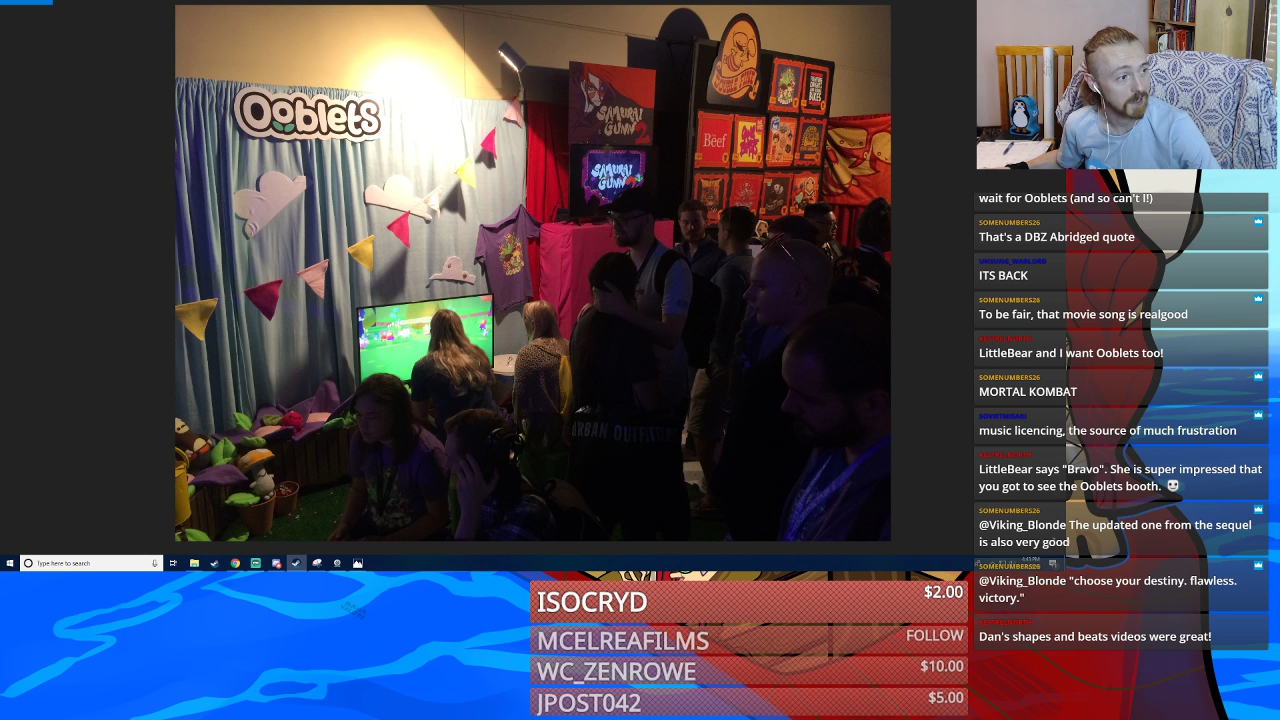 Ooblets
SAMURAI
GUNN 2
SAMURAI
GUNN 2
Beef
URBAN OUTFITTERS
Type here to search
wait for Ooblets (and so can't I!)
SOMENUMBERS26
That's a DBZ Abridged quote
UNSUNG_WARLORD
ITS BACK
SOMENUMBERS26
To be fair, that movie song is realgood
KESTRELNORTH
LittleBear and I want Ooblets too!
SOMENUMBERS26
MORTAL KOMBAT
music licencing, the source of much frustration
KESTRELNORTH
LittleBear says "Bravo". She is super impressed that
you got to see the Ooblets booth.
SOMENUMBERS26
@Viking_Blonde The updated one from the sequel
is also very good
SOMENUMBERS26
@Viking_Blonde "choose your destiny. flawless.
victory."
KESTRELNORTH
Dan's shapes and beats videos were great!
ISOCRYD $2.00
MCELREAFILMS FOLLOW
WC_ZENROWE $10.00
JPOST042 $5.00